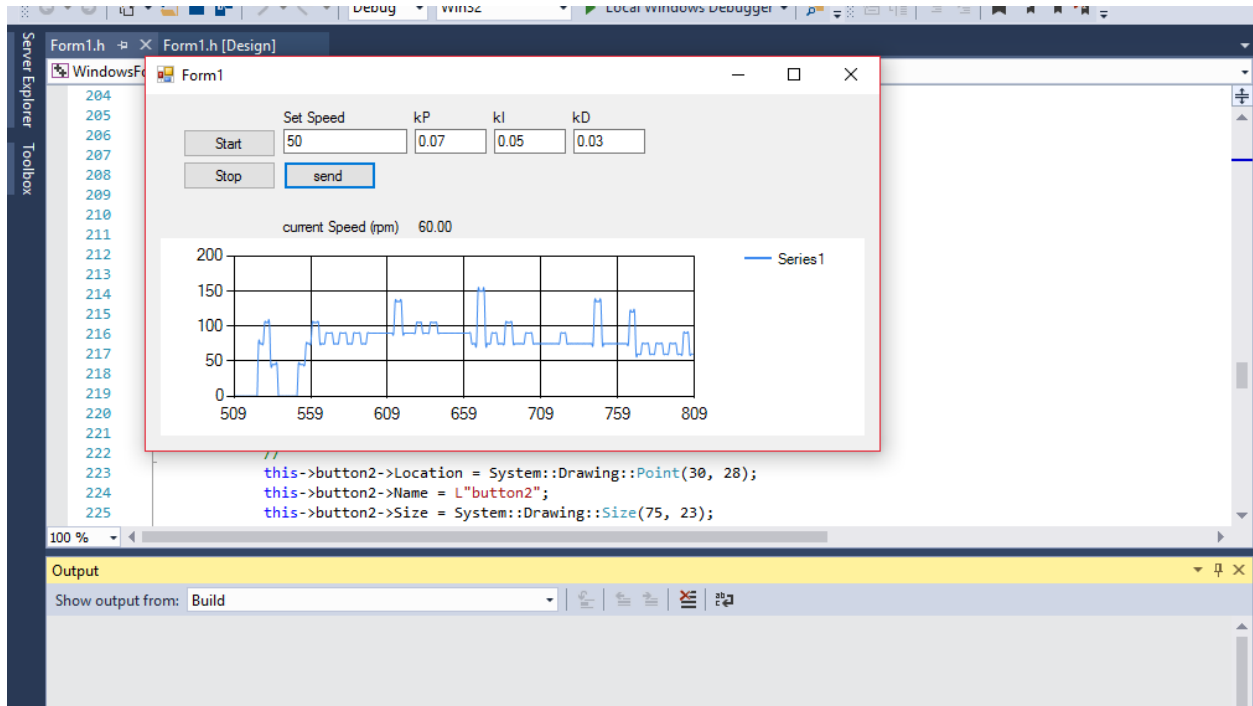 Debug Win32 Local Windows Debugger
Server Explorer
Toolbox
Form1.h Form1.h [Design]
WindowsFo
Form1
204
205
206
207
208
209
210
211
212
213
214
215
216
217
218
219
220
221
222 //
223 this->button2->Location = System::Drawing::Point(30, 28);
224 this->button2->Name = L"button2";
225 this->button2->Size = System::Drawing::Size(75, 23);
Set Speed kP kI kD
Start 50 0.07 0.05 0.03
Stop send
current Speed (rpm) 60.00
200
150
100
50
0
509 559 609 659 709 759 809
Series1
100 %
Output
Show output from: Build